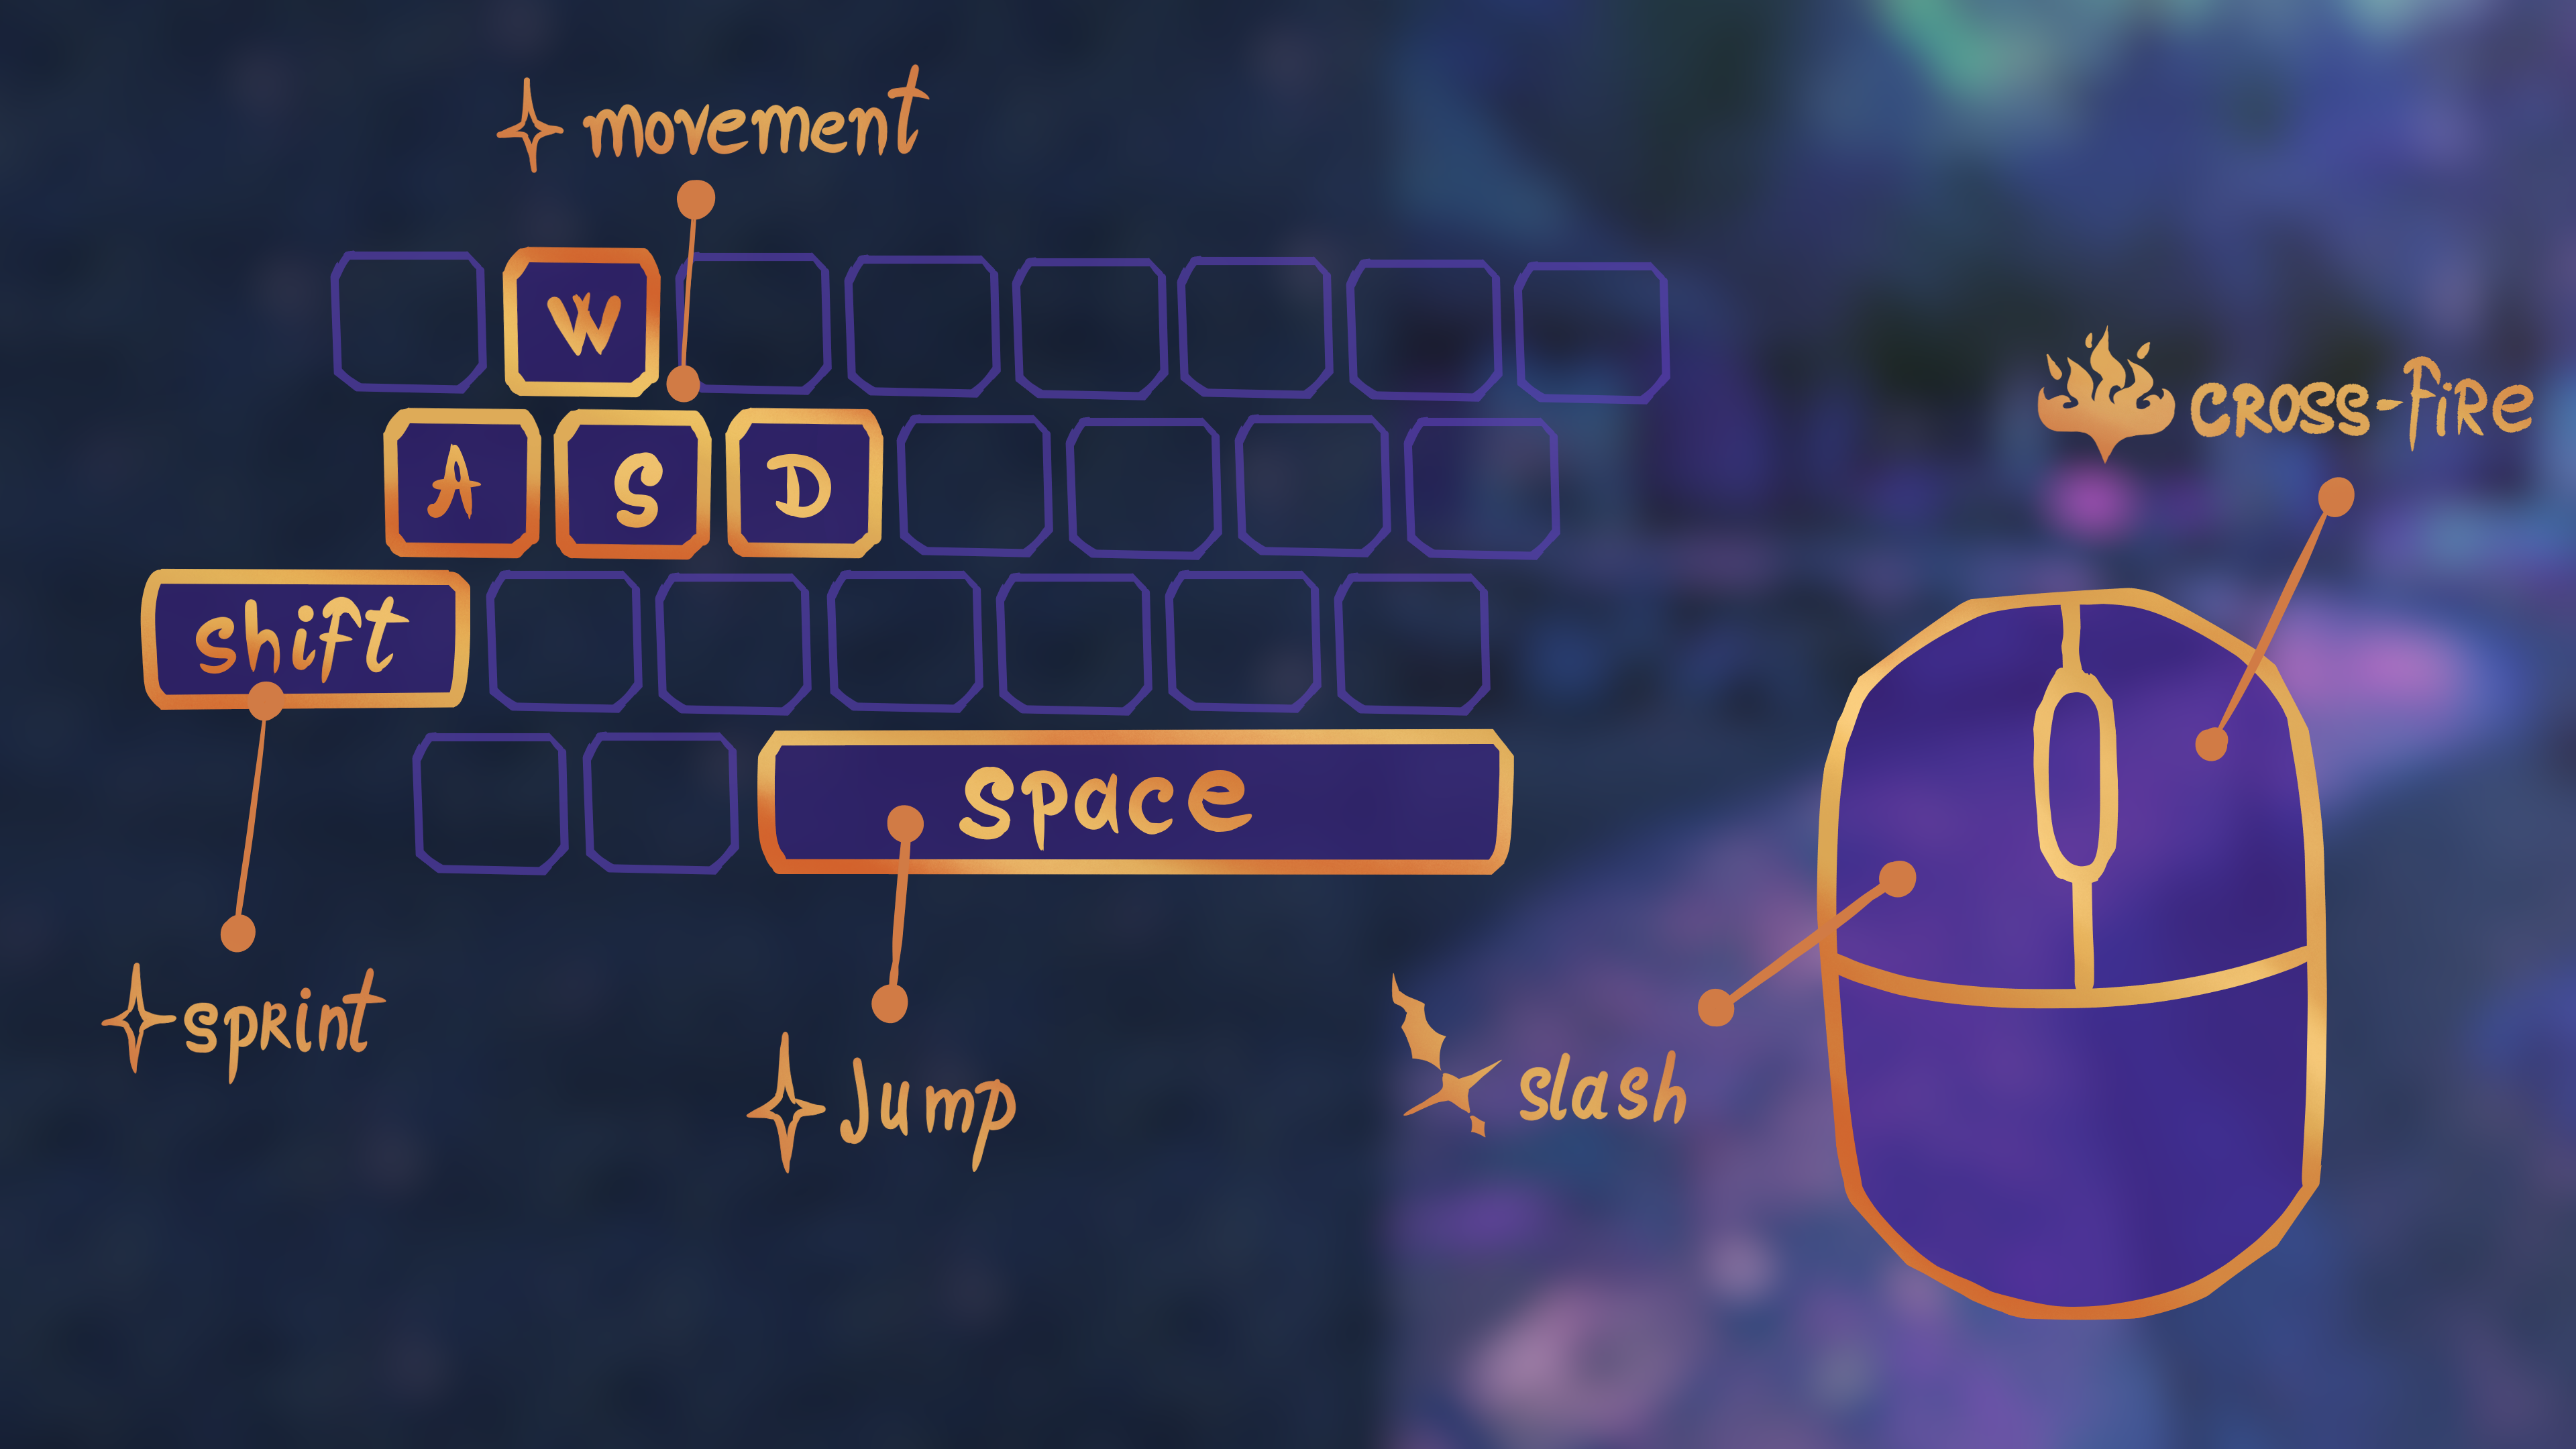 movement
W
A S D
shift
space
sprint
Jump
cross-fire
slash